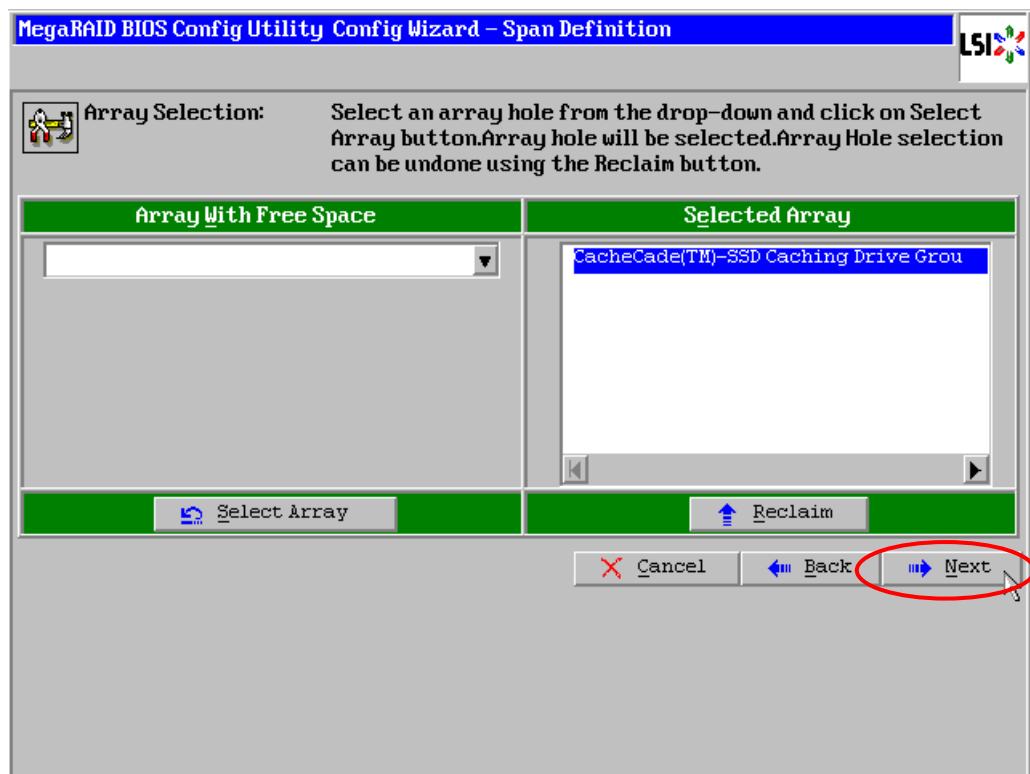 MegaRAID BIOS Config Utility Config Wizard – Span Definition
LSI
Array Selection:
Select an array hole from the drop-down and click on Select
Array button.Array hole will be selected.Array Hole selection
can be undone using the Reclaim button.
Array With Free Space
Selected Array
CacheCade(TM)-SSD Caching Drive Grou
Select Array
Reclaim
Cancel
Back
Next